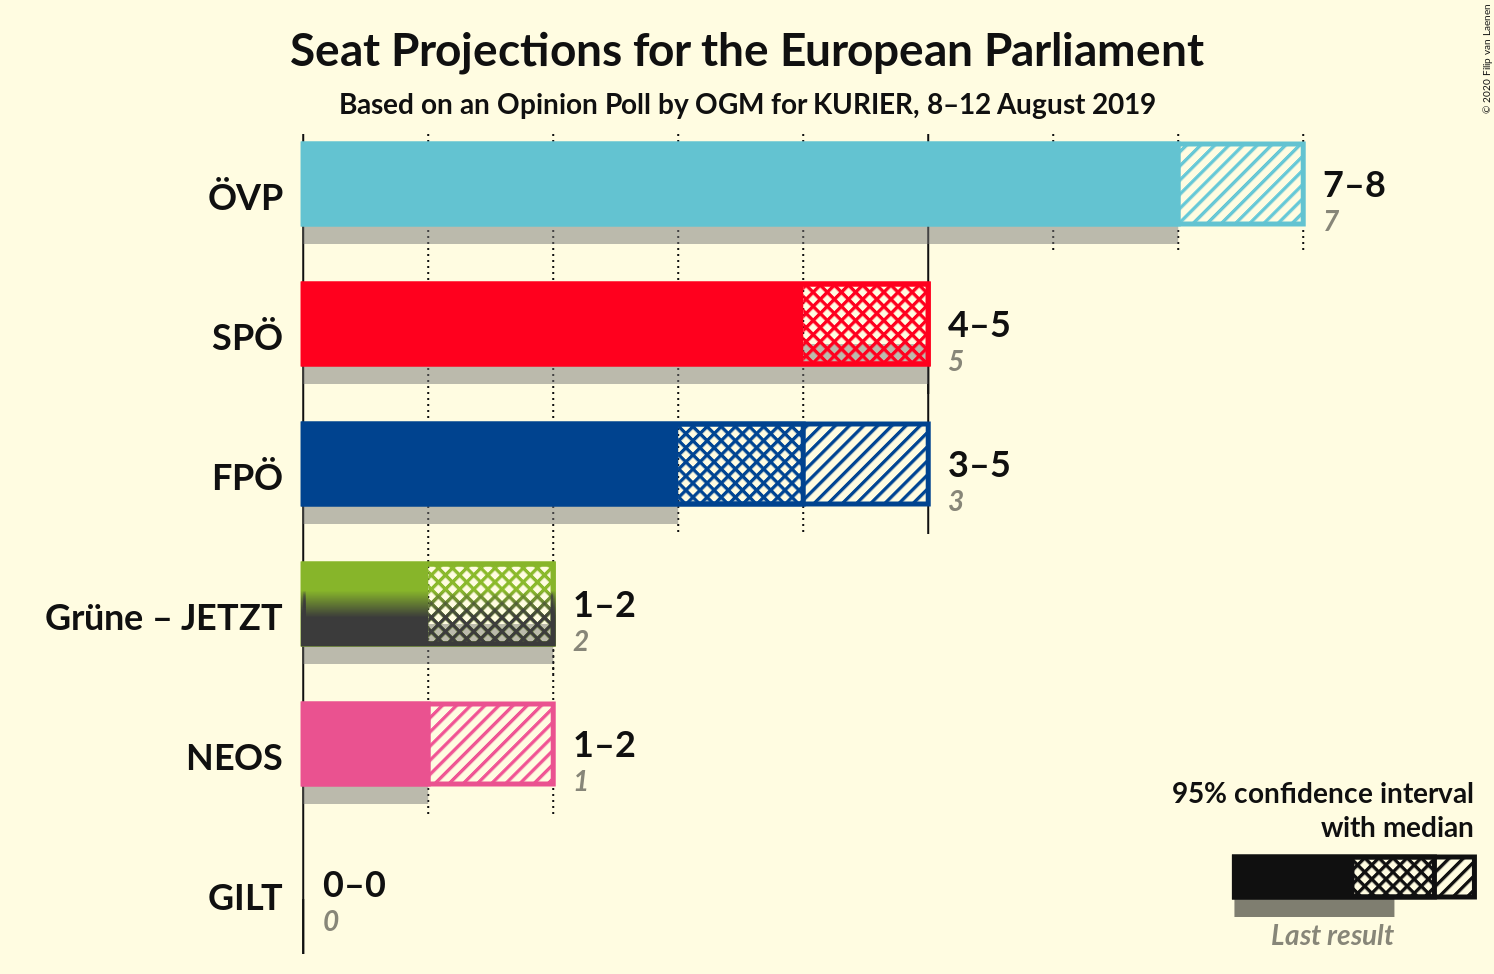 Seat Projections for the European Parliament
Based on an Opinion Poll by OGM for KURIER, 8–12 August 2019
© 2020 Filip van Laenen
ÖVP
7–8
7
SPÖ
4–5
5
FPÖ
3–5
3
Grüne – JETZT
1–2
2
NEOS
1–2
1
GILT
0–0
0
95% confidence interval
with median
Last result